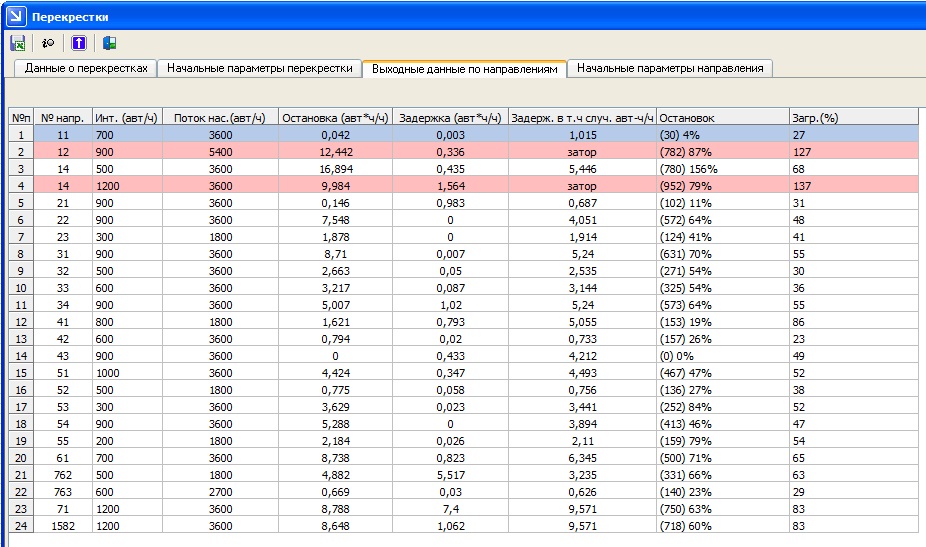 Перекрестки
Данные о перекрестках Начальные параметры перекрестки Выходные данные по направлениям Начальные параметры направления
№п № напр. Инт. (авт/ч) Поток нас.(авт/ч) Остановка (авт*ч/ч) Задержка (авт*ч/ч) Задерж. в т.ч случ. авт-ч/ч Остановок Загр.(%)
1 11 700 3600 0,042 0,003 1,015 (30) 4% 27
2 12 900 5400 12,442 0,336 затор (782) 87% 127
3 14 500 3600 16,894 0,435 5,446 (780) 156% 68
4 14 1200 3600 9,984 1,564 затор (952) 79% 137
5 21 900 3600 0,146 0,983 0,687 (102) 11% 31
6 22 900 3600 7,548 0 4,051 (572) 64% 48
7 23 300 1800 1,878 0 1,914 (124) 41% 41
8 31 900 3600 8,71 0,007 5,24 (631) 70% 55
9 32 500 3600 2,663 0,05 2,535 (271) 54% 30
10 33 600 3600 3,217 0,087 3,144 (325) 54% 36
11 34 900 3600 5,007 1,02 5,24 (573) 64% 55
12 41 800 1800 1,621 0,793 5,055 (153) 19% 86
13 42 600 3600 0,794 0,02 0,733 (157) 26% 23
14 43 900 3600 0 0,433 4,212 (0) 0% 49
15 51 1000 3600 4,424 0,347 4,493 (467) 47% 52
16 52 500 1800 0,775 0,058 0,756 (136) 27% 38
17 53 300 3600 3,629 0,023 3,441 (252) 84% 52
18 54 900 3600 5,288 0 3,894 (413) 46% 47
19 55 200 1800 2,184 0,026 2,11 (159) 79% 54
20 61 700 3600 8,738 0,823 6,345 (500) 71% 65
21 762 500 1800 4,882 5,517 3,235 (331) 66% 63
22 763 600 2700 0,669 0,03 0,626 (140) 23% 29
23 71 1200 3600 8,788 7,4 9,571 (750) 63% 83
24 1582 1200 3600 8,648 1,062 9,571 (718) 60% 83